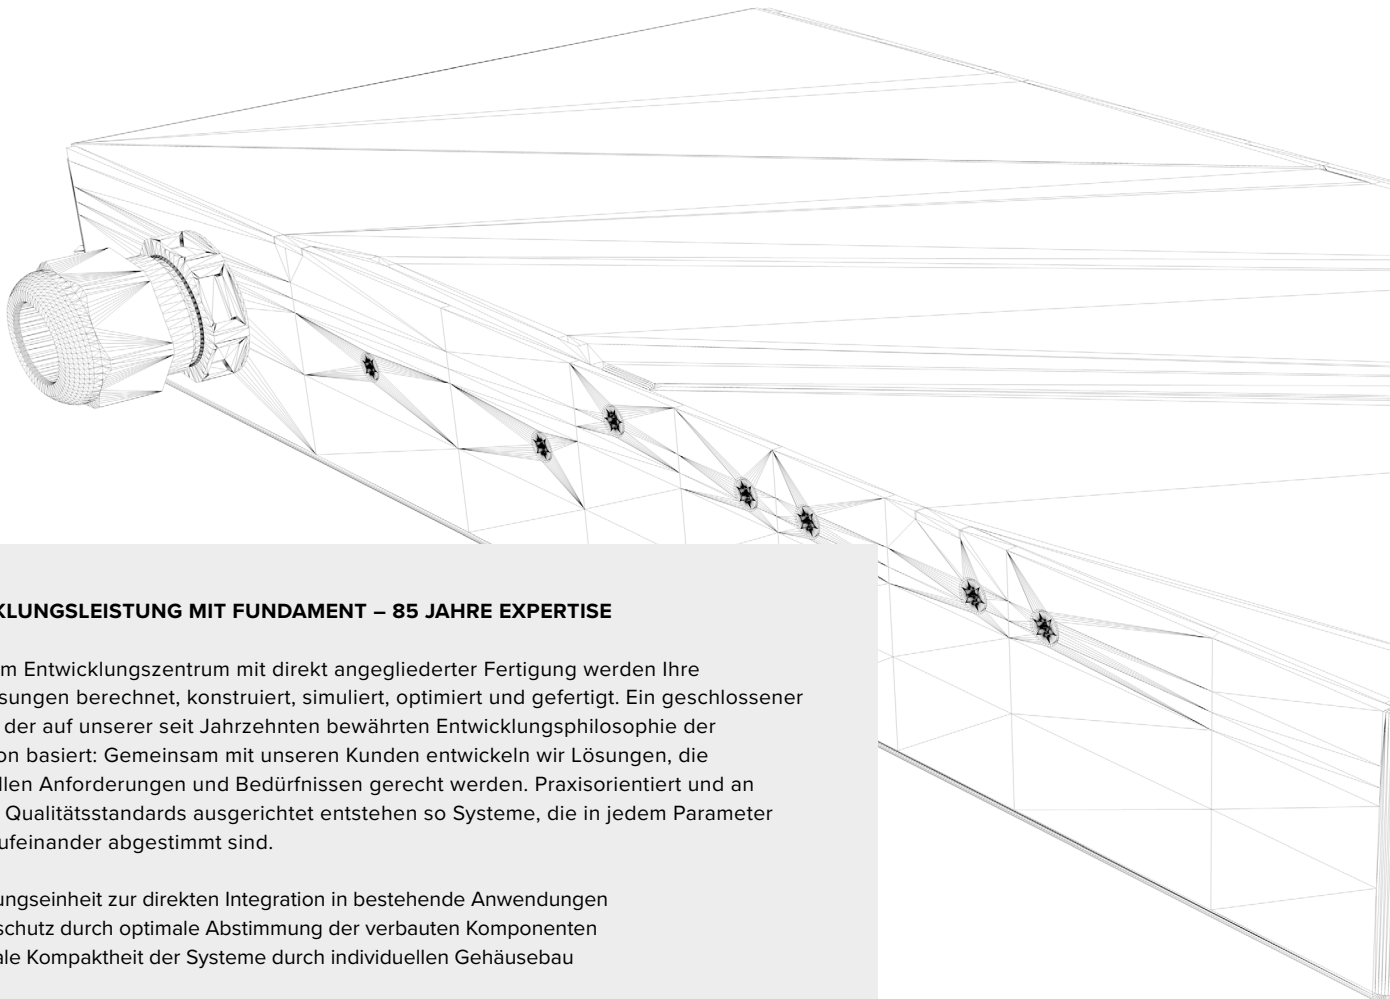 KLUNGSLEISTUNG MIT FUNDAMENT – 85 JAHRE EXPERTISE
m Entwicklungszentrum mit direkt angegliederter Fertigung werden Ihre
sungen berechnet, konstruiert, simuliert, optimiert und gefertigt. Ein geschlossener
der auf unserer seit Jahrzehnten bewährten Entwicklungsphilosophie der
on basiert: Gemeinsam mit unseren Kunden entwickeln wir Lösungen, die
llen Anforderungen und Bedürfnissen gerecht werden. Praxisorientiert und an
Qualitätsstandards ausgerichtet entstehen so Systeme, die in jedem Parameter
ufeinander abgestimmt sind.
ungseinheit zur direkten Integration in bestehende Anwendungen
schutz durch optimale Abstimmung der verbauten Komponenten
ale Kompaktheit der Systeme durch individuellen Gehäusebau